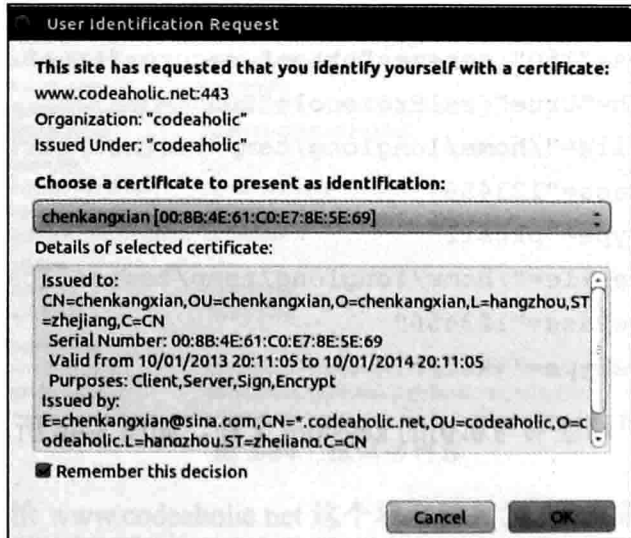 User Identification Request
This site has requested that you identify yourself with a certificate:
www.codeaholic.net:443
Organization: "codeaholic"
Issued Under: "codeaholic"
Choose a certificate to present as identification:
chenkangxian [00:8B:4E:61:C0:E7:8E:5E:69]
Details of selected certificate:
Issued to:
CN=chenkangxian,OU=chenkangxian,O=chenkangxian,L=hangzhou,ST
=zhejiang,C=CN
Serial Number: 00:8B:4E:61:C0:E7:8E:5E:69
Valid from 10/01/2013 20:11:05 to 10/01/2014 20:11:05
Purposes: Client,Server,Sign,Encrypt
Issued by:
E=chenkangxian@sina.com,CN=*.codeaholic.net,OU=codeaholic,O=c
odeaholic,L=hangzhou,ST=zhejiang,C=CN
Remember this decision
Cancel
OK